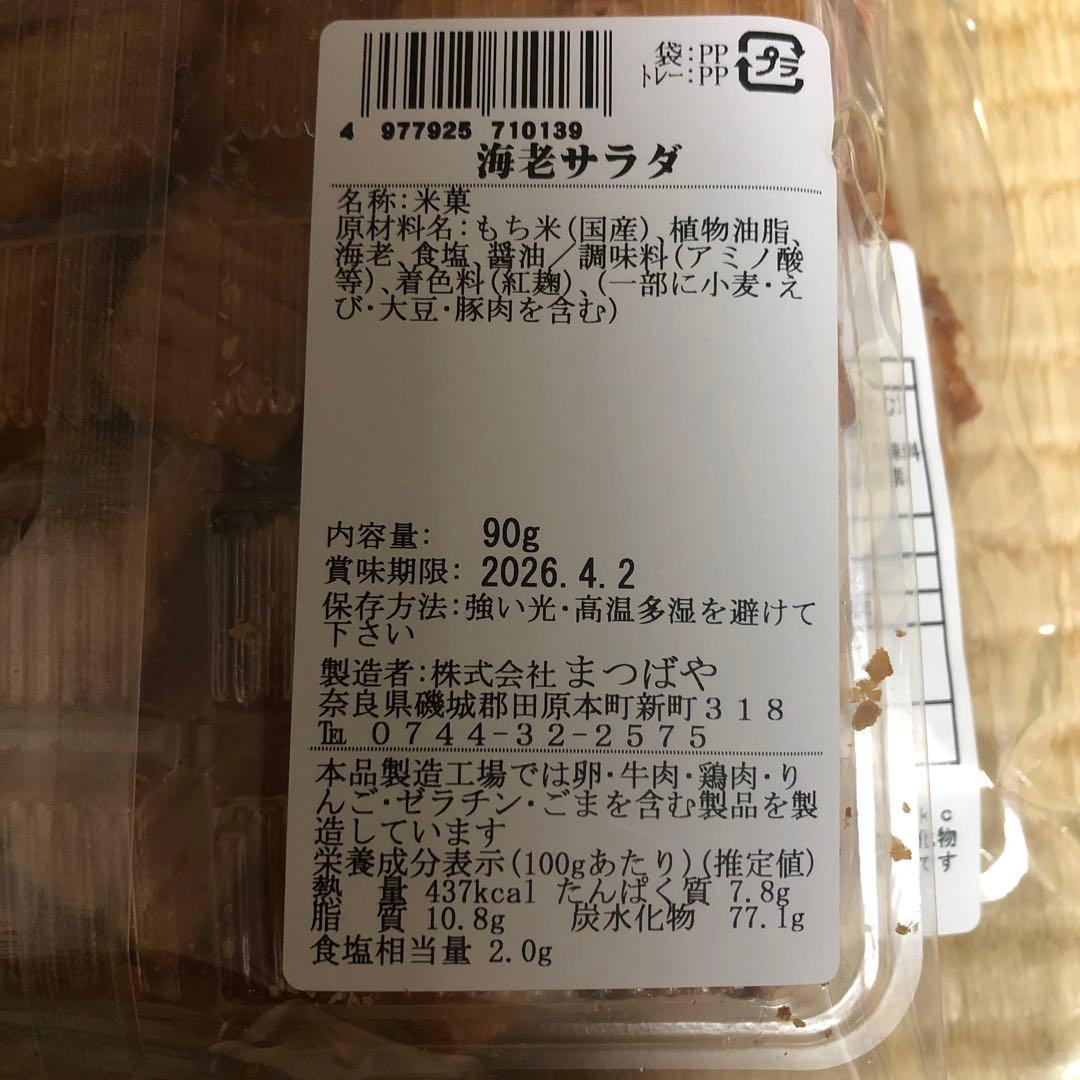 袋:PP
トレー:PP
プラ
4 977925 710139
海老サラダ
名称:米菓
原材料名:もち米(国産)、植物油脂、
海老、食塩、醤油／調味料(アミノ酸
等)、着色料(紅麹)、(一部に小麦・え
び・大豆・豚肉を含む)
内容量: 90g
賞味期限: 2026.4.2
保存方法:強い光・高温多湿を避けて
下さい
製造者:株式会社まつばや
奈良県磯城郡田原本町新町３１８
℡ ０７４４-３２-２５７５
本品製造工場では卵・牛肉・鶏肉・り
んご・ゼラチン・ごまを含む製品を製
造しています
栄養成分表示(100gあたり)(推定値)
熱 量 437kcal たんぱく質 7.8g
脂 質 10.8g 炭水化物 77.1g
食塩相当量 2.0g
c
物
す